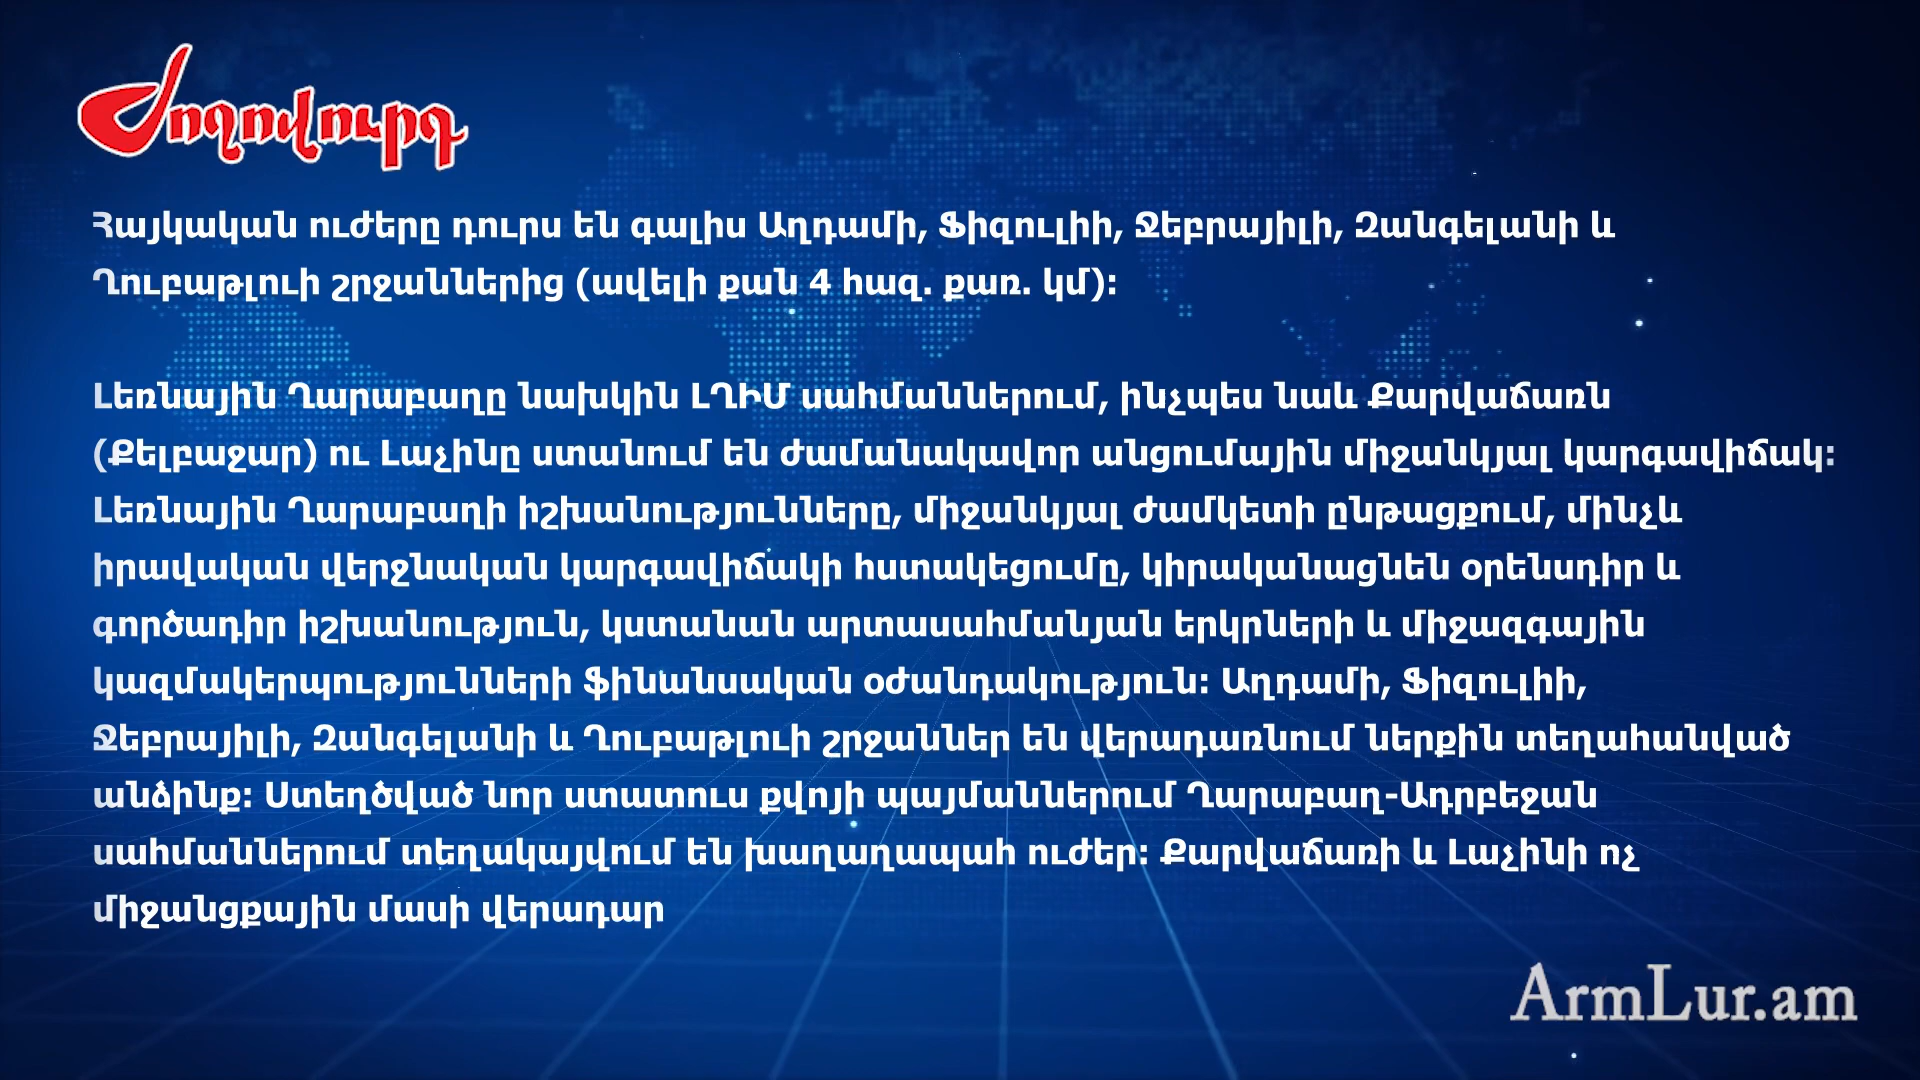 Ժողովուրդ
Հայկական ուժերը դուրս են գալիս Աղդամի, Ֆիզուլիի, Ջեբրայիլի, Զանգելանի և
Ղուբաթլուի շրջաններից (ավելի քան 4 հազ. քառ. կմ):
Լեռնային Ղարաբաղը նախկին ԼՂԻՄ սահմաններում, ինչպես նաև Քարվաճառն
(Քելբաջար) ու Լաչինը ստանում են ժամանակավոր անցումային միջանկյալ կարգավիճակ:
Լեռնային Ղարաբաղի իշխանությունները, միջանկյալ ժամկետի ընթացքում, մինչև
իրավական վերջնական կարգավիճակի հստակեցումը, կիրականացնեն օրենսդիր և
գործադիր իշխանություն, կստանան արտասահմանյան երկրների և միջազգային
կազմակերպությունների ֆինանսական օժանդակություն: Աղդամի, Ֆիզուլիի,
Ջեբրայիլի, Զանգելանի և Ղուբաթլուի շրջաններ են վերադառնում ներքին տեղահանված
անձինք: Ստեղծված նոր ստատուս քվոյի պայմաններում Ղարաբաղ-Ադրբեջան
սահմաններում տեղակայվում են խաղաղապահ ուժեր: Քարվաճառի և Լաչինի ոչ
միջանցքային մասի վերադար
ArmLur.am